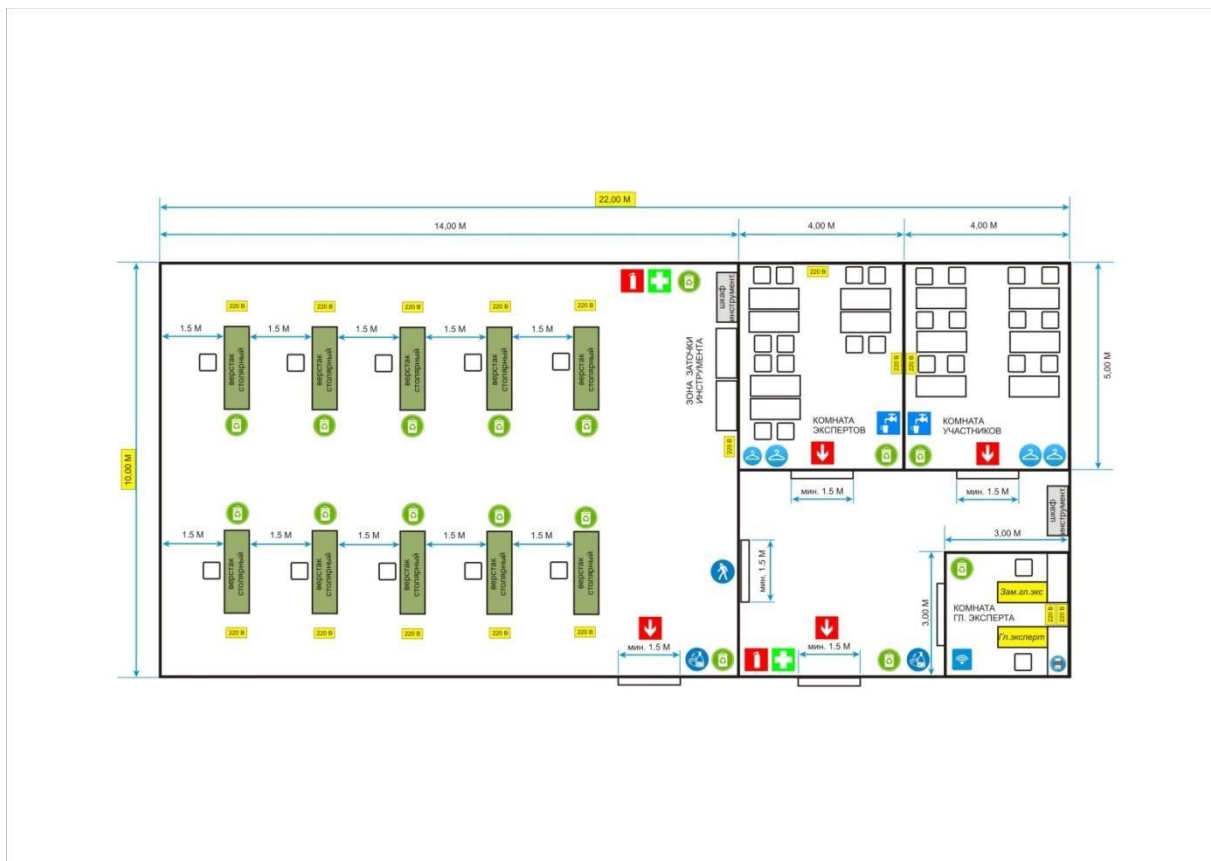 22,00 М
14,00 М
4,00 М
4,00 М
10,00 М
5,00 М
220 В
220 В
220 В
220 В
220 В
1.5 М
1.5 М
1.5 М
1.5 М
1.5 М
верстак
столярный
верстак
столярный
верстак
столярный
верстак
столярный
верстак
столярный
шкаф
инструмент.
ЗОНА ЗАТОЧКИ
ИНСТРУМЕНТА
220 В
220 В
220 В
220 В
КОМНАТА
ЭКСПЕРТОВ
КОМНАТА
УЧАСТНИКОВ
мин. 1.5 М
мин. 1.5 М
шкаф
инструмент.
1.5 М
1.5 М
1.5 М
1.5 М
1.5 М
верстак
столярный
верстак
столярный
верстак
столярный
верстак
столярный
верстак
столярный
220 В
220 В
220 В
220 В
220 В
мин. 1.5 М
мин. 1.5 М
мин. 1.5 М
3,00 М
3,00 М
КОМНАТА
ГЛ. ЭКСПЕРТА
Зам.гл.экс
220 В
220 В
Гл.эксперт